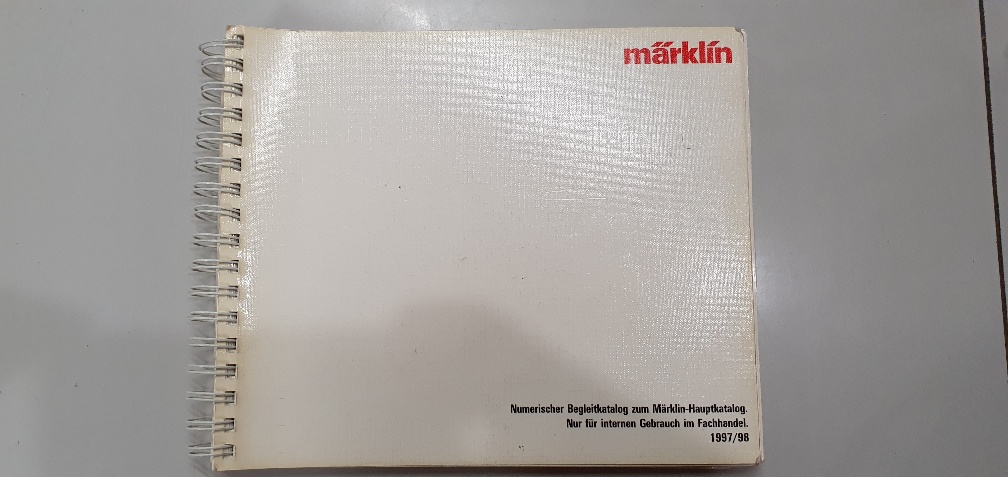 märklin
Numerischer Begleitkatalog zum Märklin-Hauptkatalog.
Nur für internen Gebrauch im Fachhandel.
1997/98